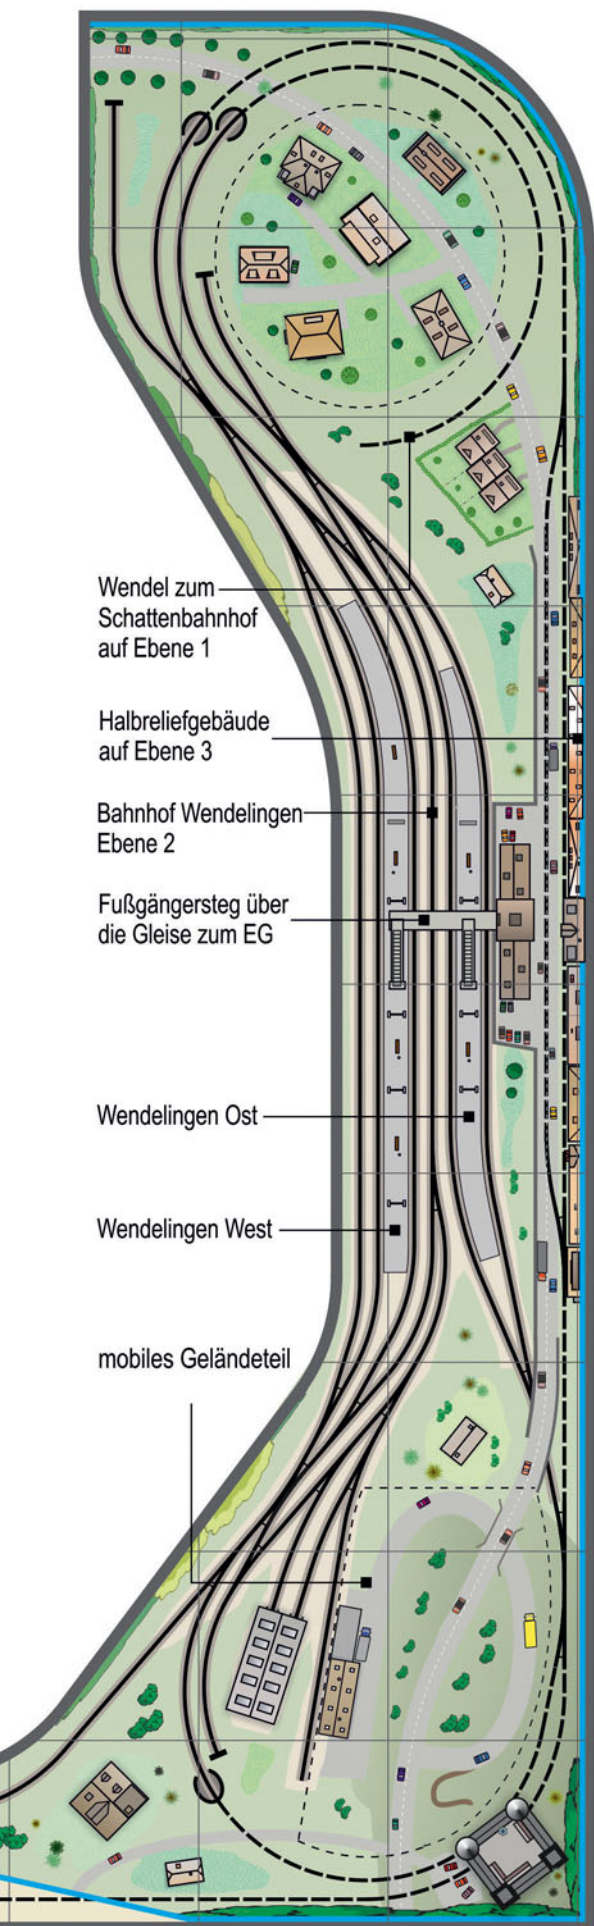 Wendel zum
Schattenbahnhof
auf Ebene 1
Halbreliefgebäude
auf Ebene 3
Bahnhof Wendelingen
Ebene 2
Fußgängersteg über
die Gleise zum EG
Wendelingen Ost
Wendelingen West
mobiles Geländeteil